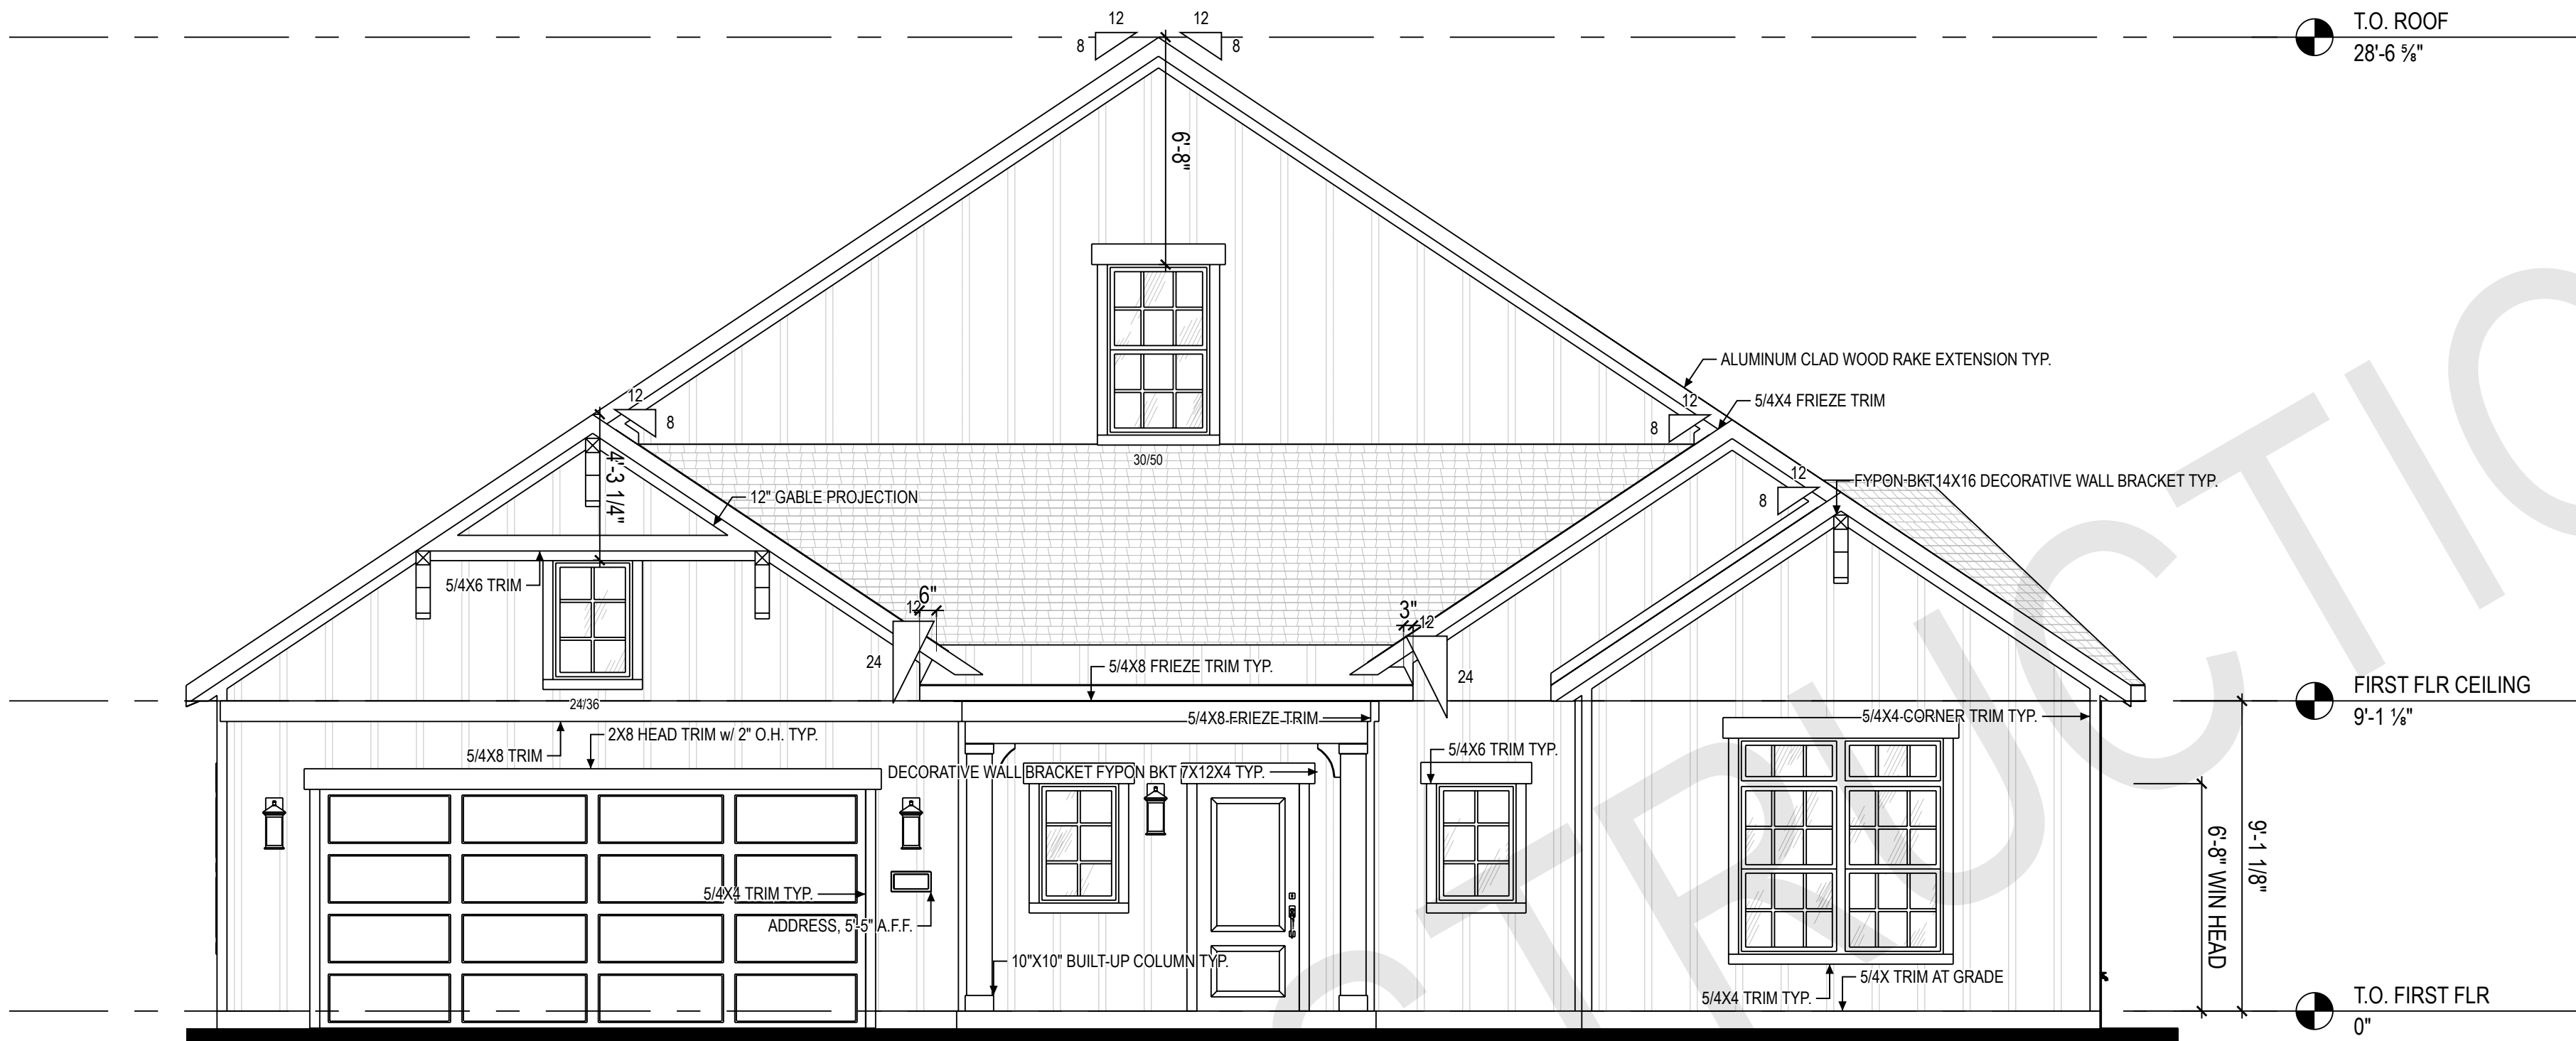 12 12
8 8
T.O. ROOF
28'-6 ⅝"
6'-8"
ALUMINUM CLAD WOOD RAKE EXTENSION TYP.
12
8
12
8
5/4X4 FRIEZE TRIM
30/50
4'-3 1/4"
12" GABLE PROJECTION
12
8
FYPON BKT14X16 DECORATIVE WALL BRACKET TYP.
5/4X6 TRIM
12
6"
24
3"
12
24
5/4X8 FRIEZE TRIM TYP.
FIRST FLR CEILING
9'-1 ⅛"
24/36
5/4X8 FRIEZE TRIM
5/4X4 CORNER TRIM TYP.
2X8 HEAD TRIM w/ 2" O.H. TYP.
5/4X8 TRIM
5/4X6 TRIM TYP.
DECORATIVE WALL BRACKET FYPON BKT 7X12X4 TYP.
6'-8" WIN HEAD
9'-1 1/8"
5/4X4 TRIM TYP.
ADDRESS, 5'-5" A.F.F.
10"X10" BUILT-UP COLUMN TYP.
5/4X TRIM AT GRADE
5/4X4 TRIM TYP.
T.O. FIRST FLR
0"
CTRUCTIO